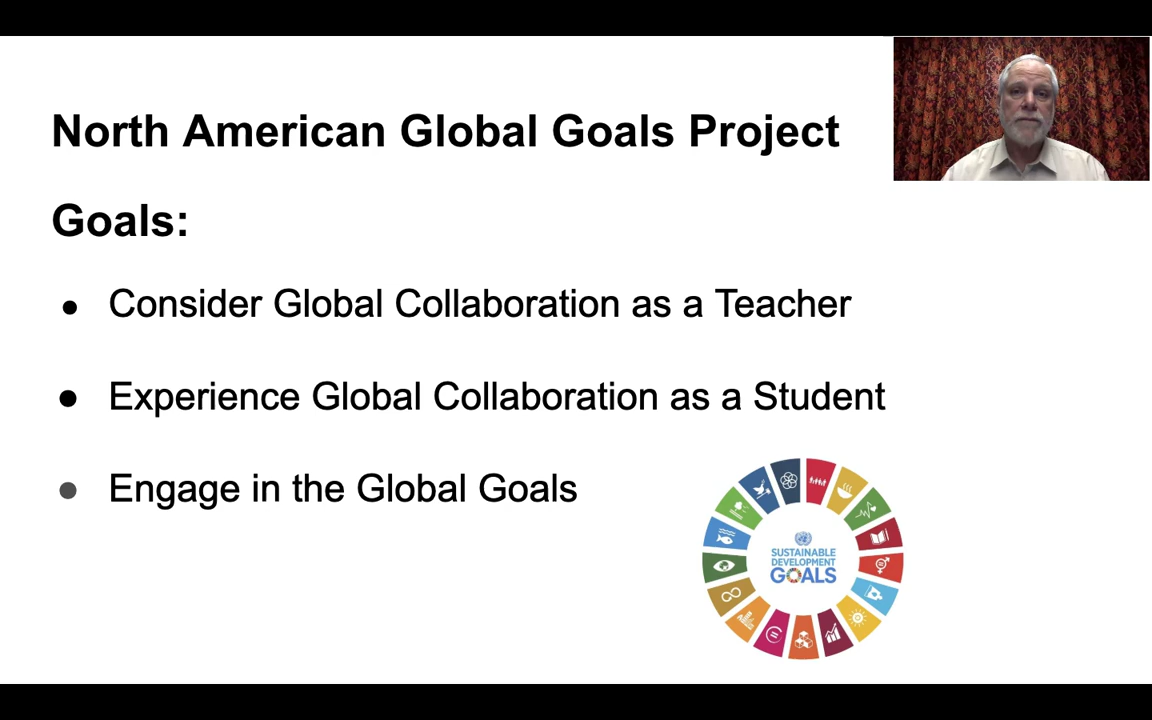 North American Global Goals Project
Goals:
● Consider Global Collaboration as a Teacher
● Experience Global Collaboration as a Student
● Engage in the Global Goals
SUSTAINABLE
DEVELOPMENT
GOALS